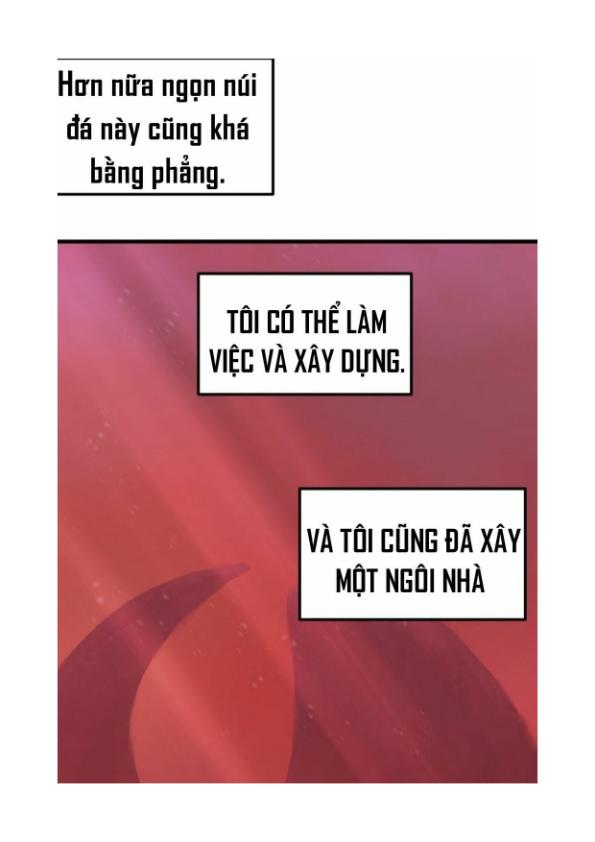 Hơn nữa ngọn núi
đá này cũng khá
bằng phẳng.
TÔI CÓ THỂ LÀM
VIỆC VÀ XÂY DỰNG.
VÀ TÔI CŨNG ĐÃ XÂY
MỘT NGÔI NHÀ